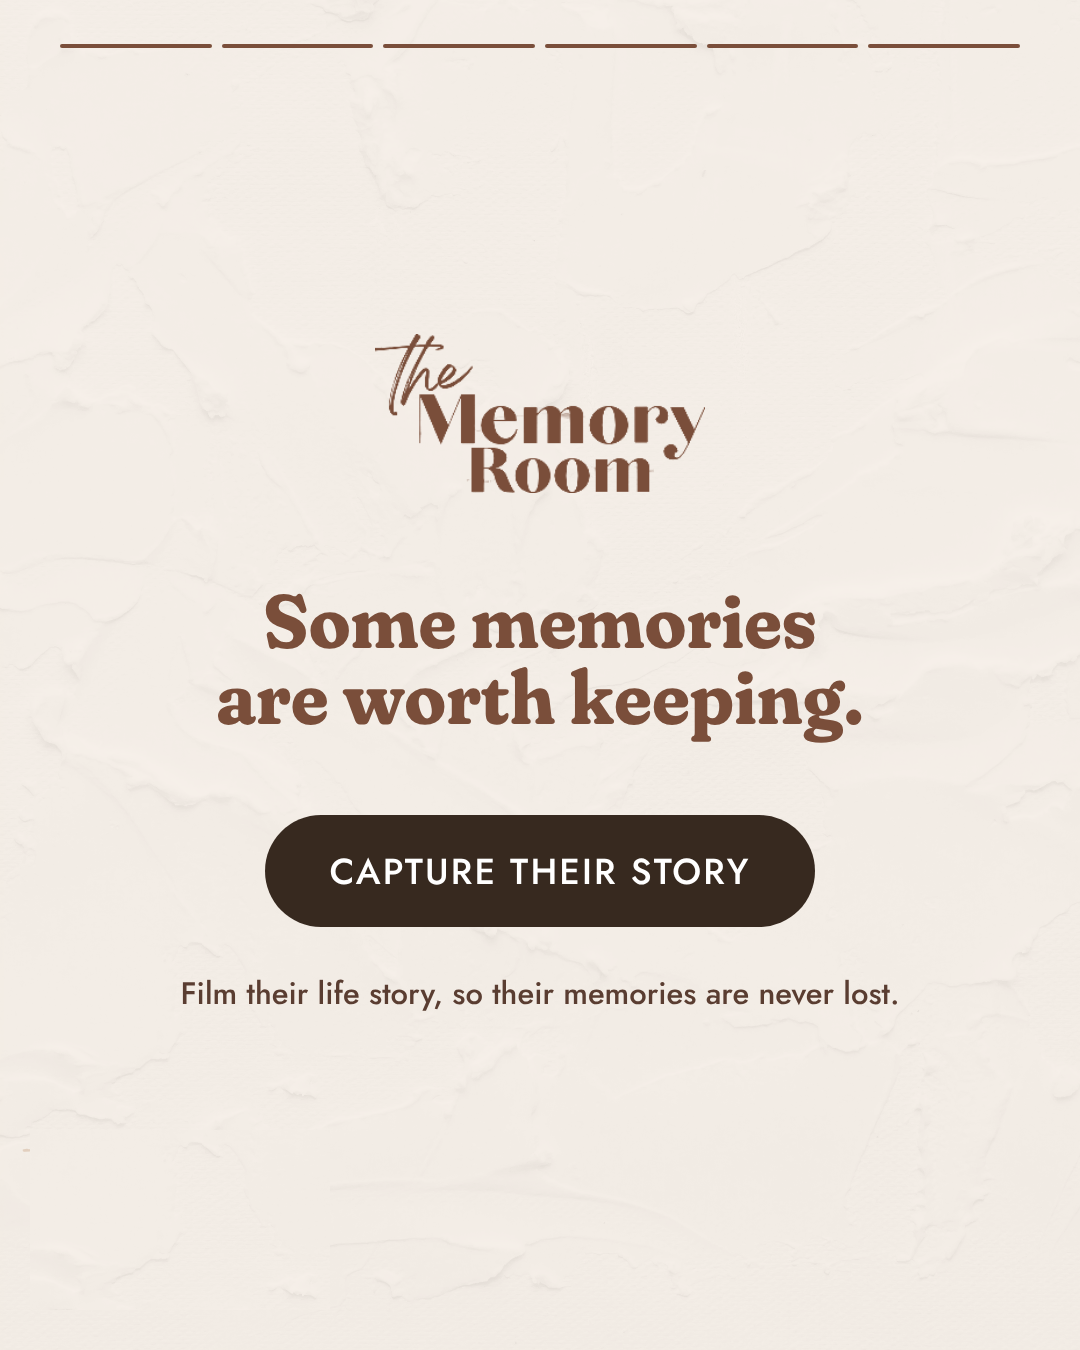 the
Memory
Room
Some memories
are worth keeping.
CAPTURE THEIR STORY
Film their life story, so their memories are never lost.